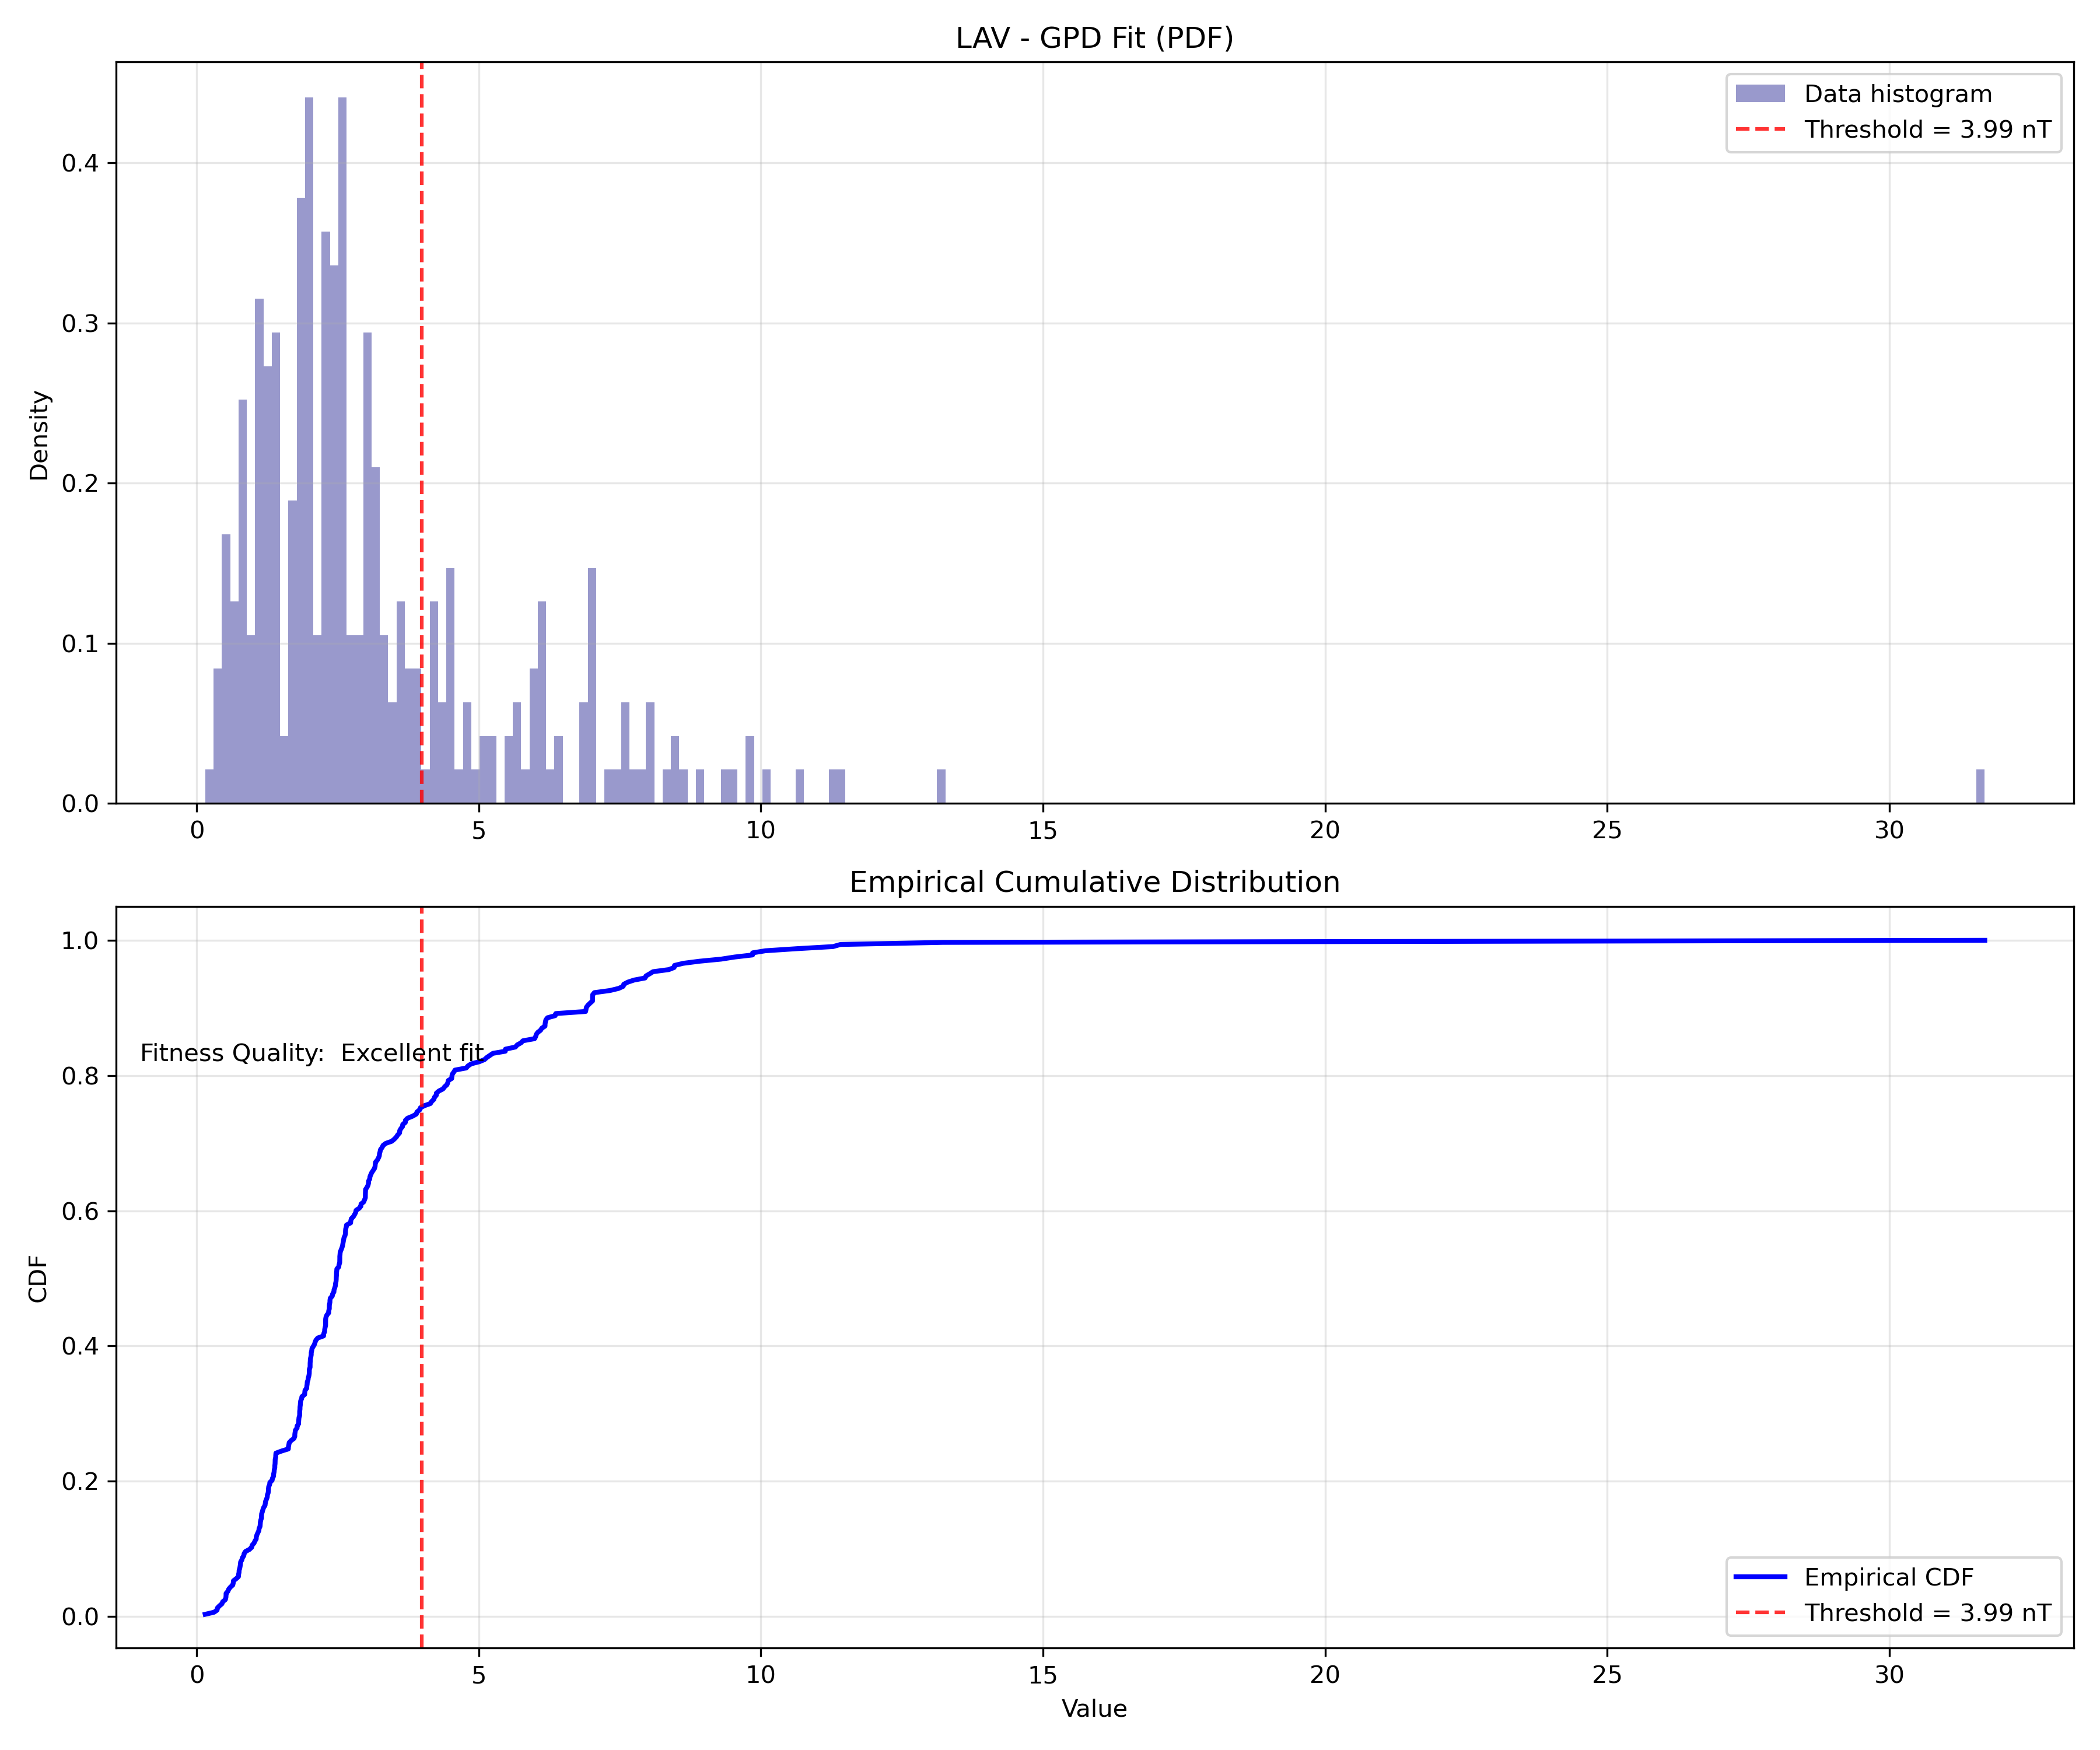 LAV - GPD Fit (PDF)
Data histogram
Threshold = 3.99 nT
Density
0.4
0.3
0.2
0.1
0.0
0 5 10 15 20 25 30
Empirical Cumulative Distribution
1.0
Fitness Quality:  Excellent fit
0.8
0.6
CDF
0.4
0.2
0.0
Empirical CDF
Threshold = 3.99 nT
0 5 10 15 20 25 30
Value